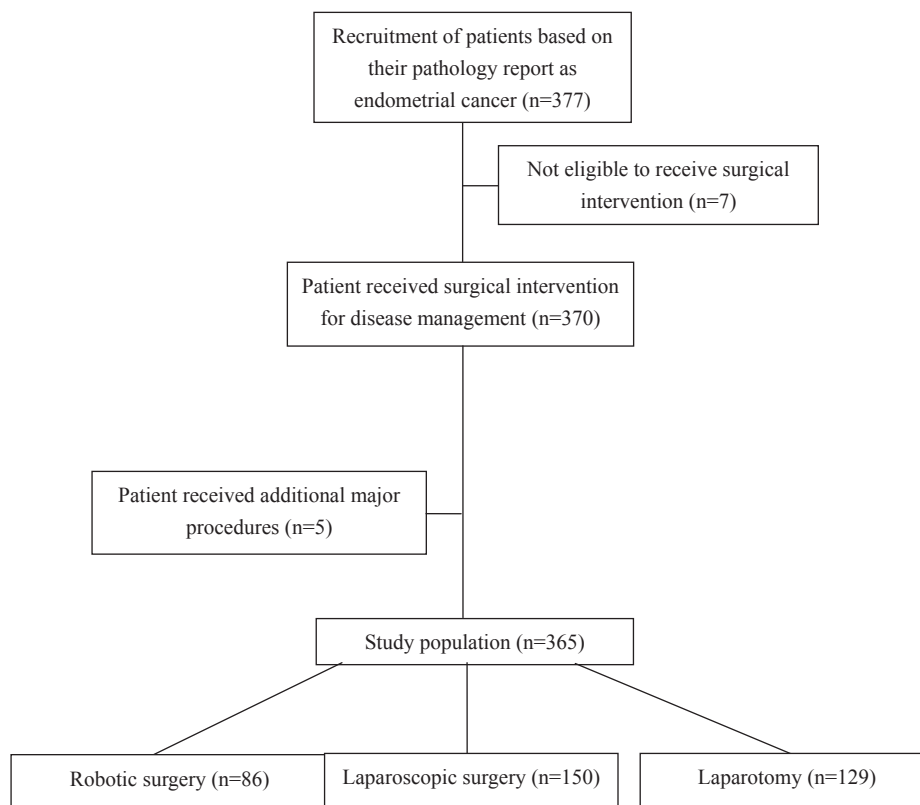 Recruitment of patients based on
their pathology report as
endometrial cancer (n=377)
Not eligible to receive surgical
intervention (n=7)
Patient received surgical intervention
for disease management (n=370)
Patient received additional major
procedures (n=5)
Study population (n=365)
Robotic surgery (n=86)
Laparoscopic surgery (n=150)
Laparotomy (n=129)